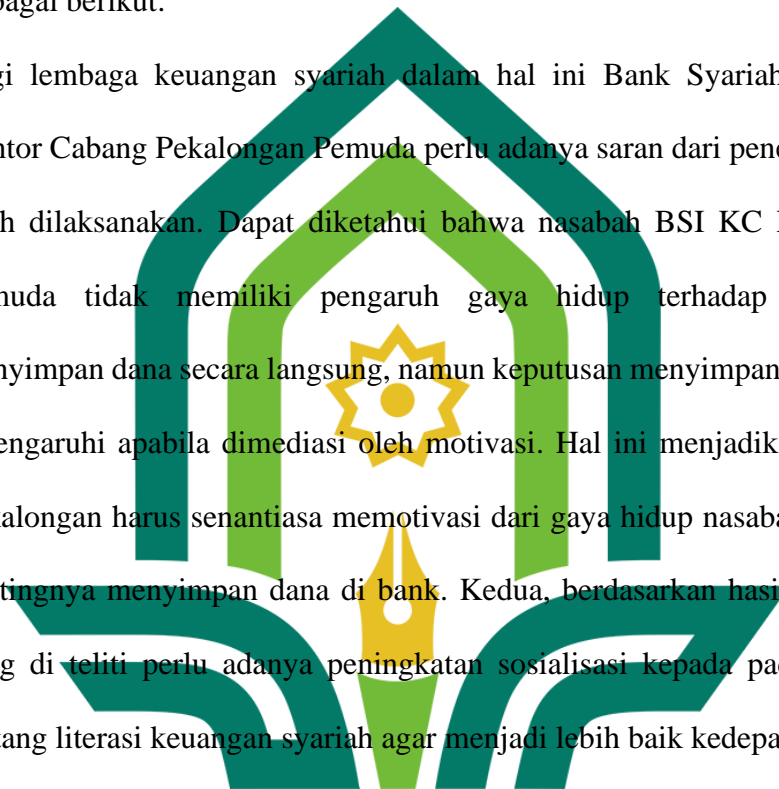 bagai berikut:
gi lembaga keuangan syariah dalam hal ini Bank Syariah
ntor Cabang Pekalongan Pemuda perlu adanya saran dari pene
h dilaksanakan. Dapat diketahui bahwa nasabah BSI KC
muda tidak memiliki pengaruh gaya hidup terhadap
nyimpan dana secara langsung, namun keputusan menyimpan
engaruhi apabila dimediasi oleh motivasi. Hal ini menjadik
kalongan harus senantiasa memotivasi dari gaya hidup nasaba
tingnya menyimpan dana di bank. Kedua, berdasarkan hasi
g di teliti perlu adanya peningkatan sosialisasi kepada pa
tang literasi keuangan syariah agar menjadi lebih baik kedepa